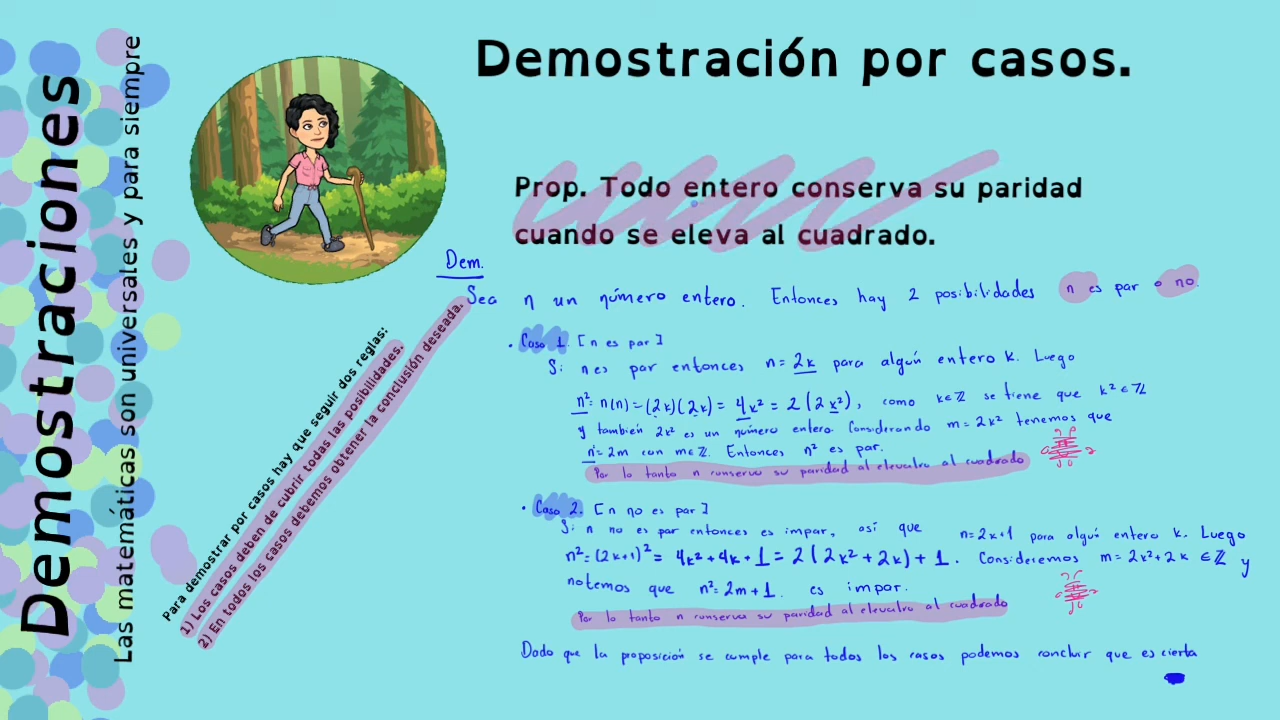 Demostraciones
Las matemáticas son universales y para siempre
Demostración por casos.
Prop. Todo entero conserva su paridad
cuando se eleva al cuadrado.
Para demostrar por casos hay que seguir dos reglas:
1) Los casos deben de cubrir todas las posibilidades.
2) En todos los casos debemos obtener la conclusión deseada.
Dem.
Sea n un número entero. Entonces hay 2 posibilidades n es par o no.
• Caso 1. [n es par]
Si n es par entonces n = 2k para algún entero k. Luego
n² = n(n) = (2k)(2k) = 4k² = 2(2k²), como k∈ℤ se tiene que k²∈ℤ
y también 2k² es un número entero. Considerando m = 2k² tenemos que
n² = 2m con m∈ℤ. Entonces n² es par.
Por lo tanto n conserva su paridad al elevarlo al cuadrado
• Caso 2. [n no es par]
Si n no es par entonces es impar, así que n = 2k+1 para algún entero k. Luego
n² = (2k+1)² = 4k² + 4k + 1 = 2(2k² + 2k) + 1. Consideremos m = 2k² + 2k ∈ℤ y
notemos que n² = 2m + 1. es impar.
Por lo tanto n conserva su paridad al elevarlo al cuadrado
Dado que la proposición se cumple para todos los casos podemos concluir que es cierta